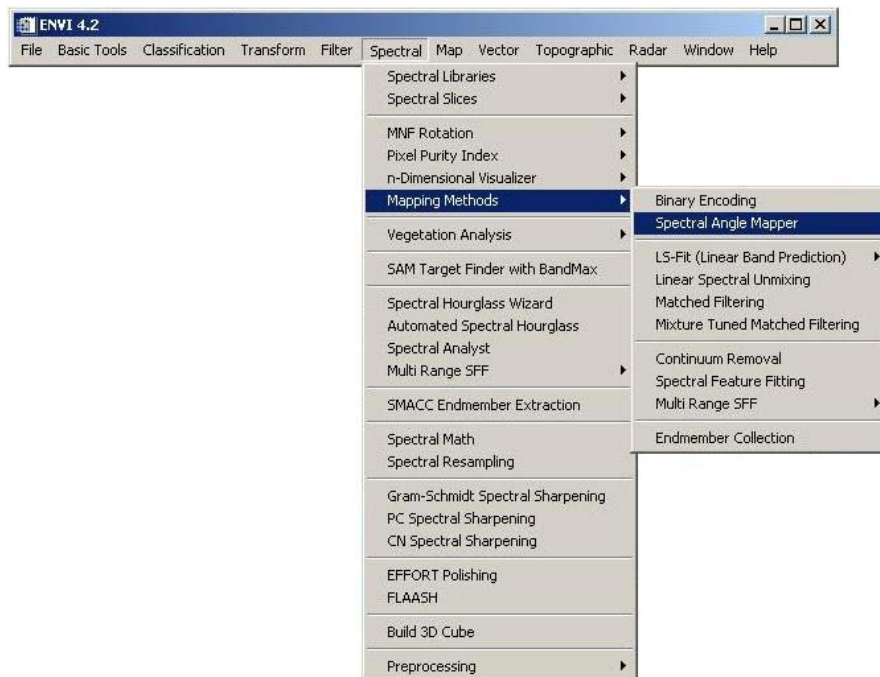 ENVI 4.2
File Basic Tools Classification Transform Filter Spectral Map Vector Topographic Radar Window Help
Spectral Libraries
Spectral Slices
MNF Rotation
Pixel Purity Index
n-Dimensional Visualizer
Mapping Methods
Vegetation Analysis
SAM Target Finder with BandMax
Spectral Hourglass Wizard
Automated Spectral Hourglass
Spectral Analyst
Multi Range SFF
SMACC Endmember Extraction
Spectral Math
Spectral Resampling
Gram-Schmidt Spectral Sharpening
PC Spectral Sharpening
CN Spectral Sharpening
EFFORT Polishing
FLAASH
Build 3D Cube
Preprocessing
Binary Encoding
Spectral Angle Mapper
LS-Fit (Linear Band Prediction)
Linear Spectral Unmixing
Matched Filtering
Mixture Tuned Matched Filtering
Continuum Removal
Spectral Feature Fitting
Multi Range SFF
Endmember Collection